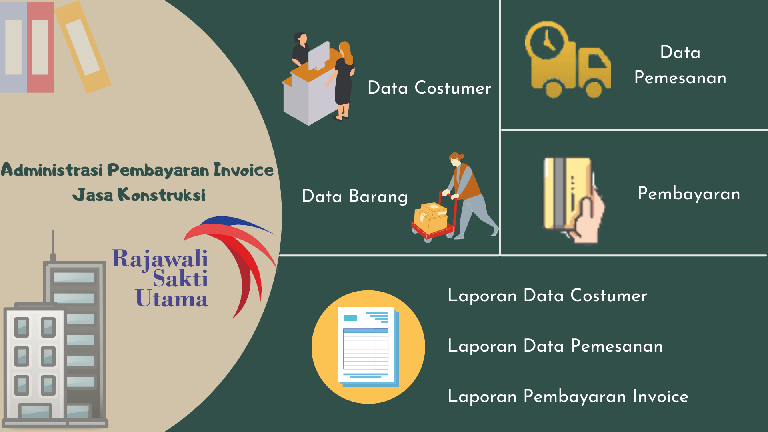 Administrasi Pembayaran Invoice
Jasa Konstruksi
Rajawali
Sakti
Utama
Data Costumer
Data Barang
Data
Pemesanan
Pembayaran
Laporan Data Costumer
Laporan Data Pemesanan
Laporan Pembayaran Invoice